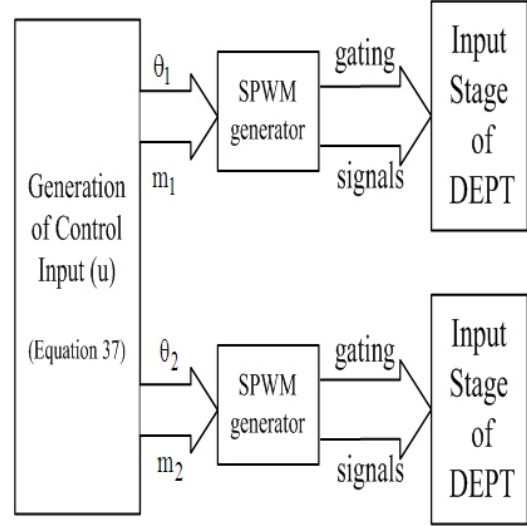 Generation
of Control
Input (u)
(Equation 37)
θ1
m1
SPWM
generator
gating
signals
Input
Stage
of
DEPT
θ2
m2
SPWM
generator
gating
signals
Input
Stage
of
DEPT